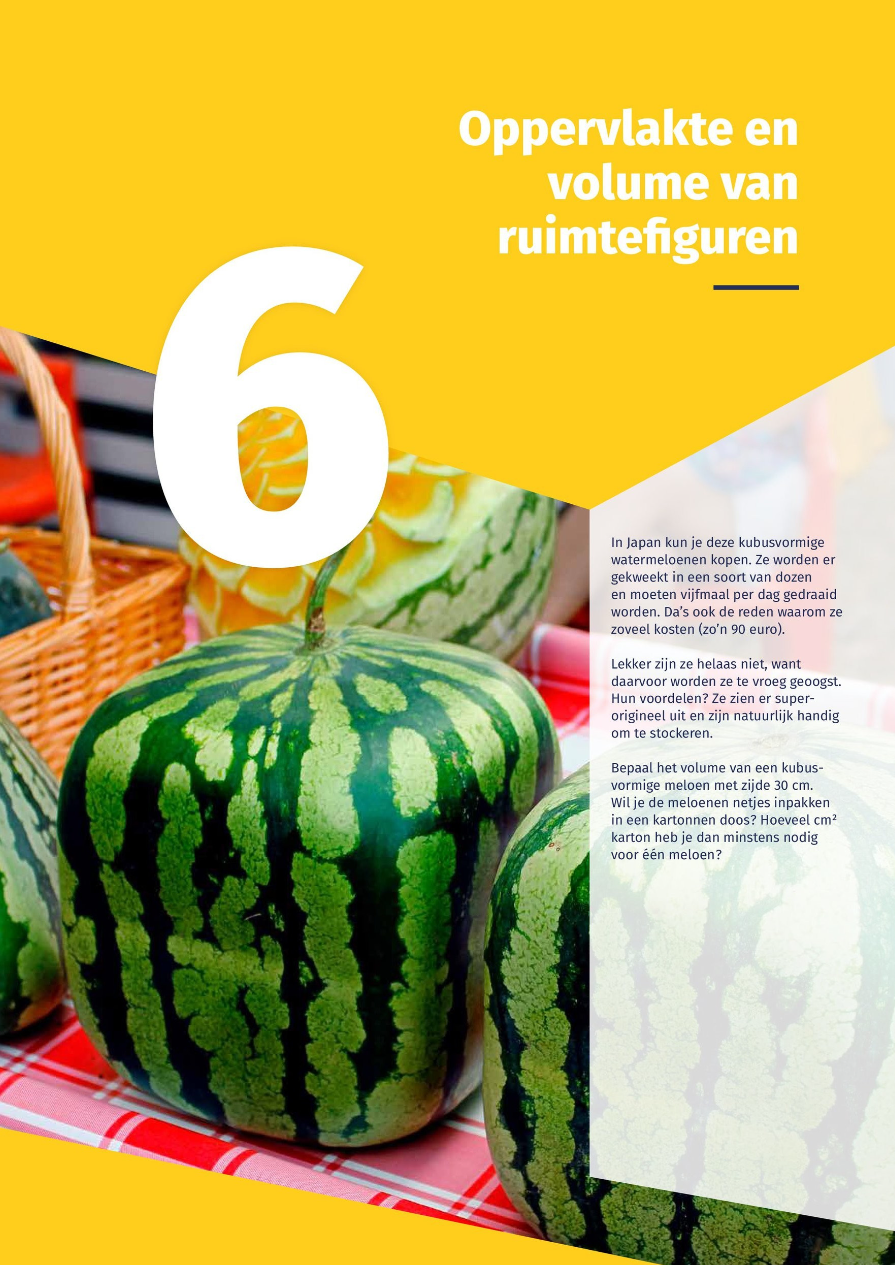 Oppervlakte en
volume van
ruimtefiguren
6
In Japan kun je deze kubusvormige
watermeloenen kopen. Ze worden er
gekweekt in een soort van dozen
en moeten vijfmaal per dag gedraaid
worden. Da’s ook de reden waarom ze
zoveel kosten (zo’n 90 euro).
Lekker zijn ze helaas niet, want
daarvoor worden ze te vroeg geoogst.
Hun voordelen? Ze zien er super-
origineel uit en zijn natuurlijk handig
om te stockeren.
Bepaal het volume van een kubus-
vormige meloen met zijde 30 cm.
Wil je de meloenen netjes inpakken
in een kartonnen doos? Hoeveel cm²
karton heb je dan minstens nodig
voor één meloen?